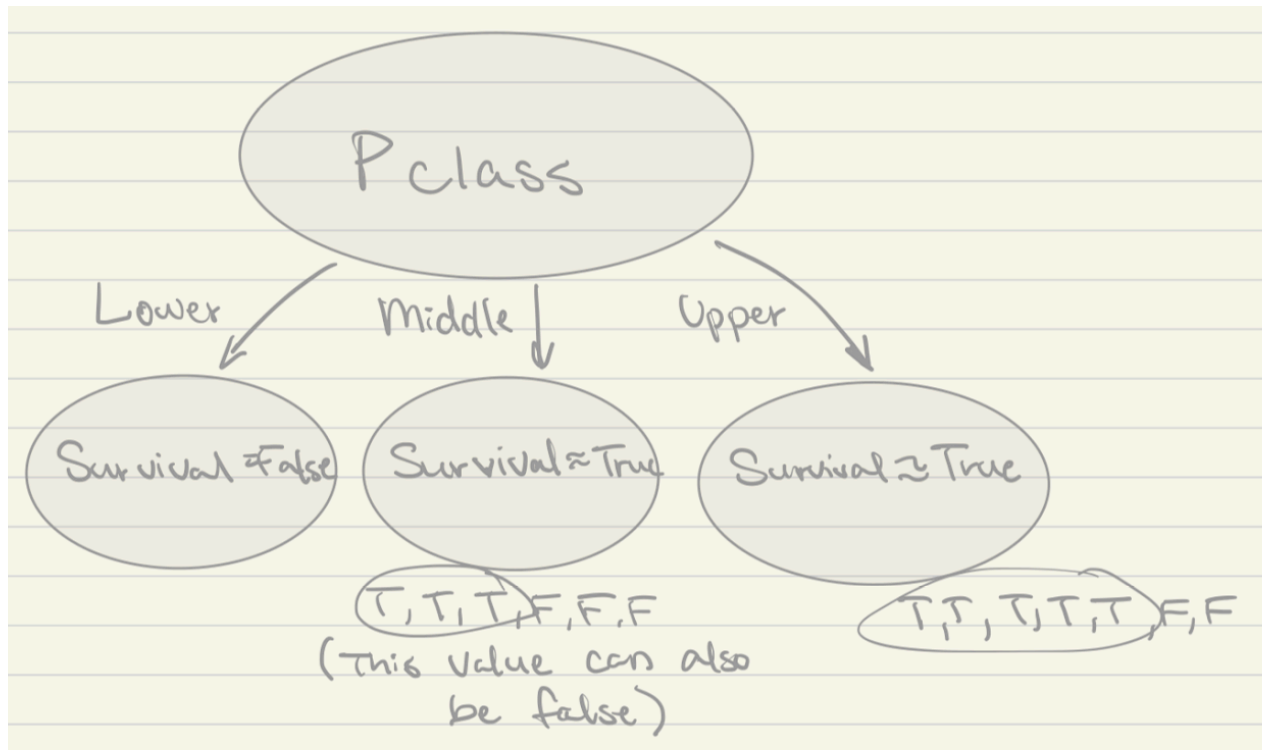 Pclass
Lower
Middle
Upper
Survival = False
Survival ≈ True
Survival ≈ True
T, T, T, F, F, F
T, T, T, T, T, F, F
(This value can also
be false)